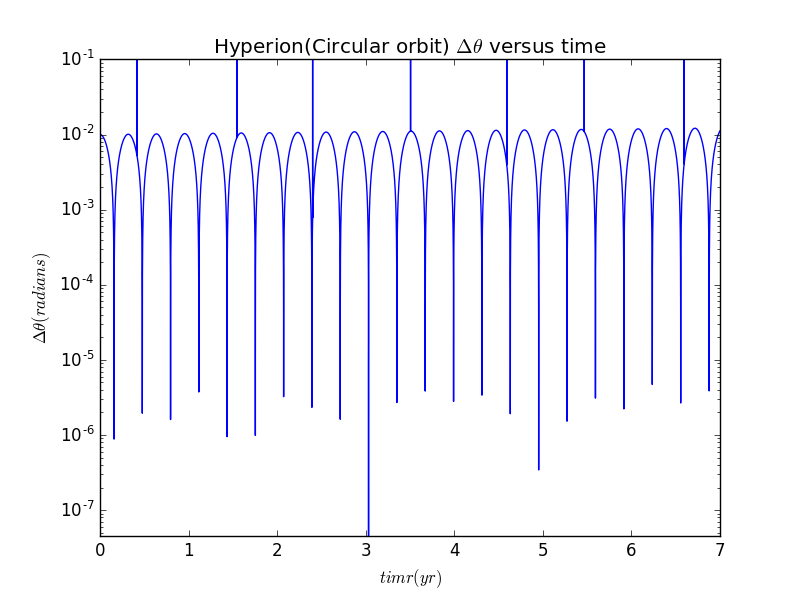 Hyperion(Circular orbit) Δθ versus time
10^-1
10^-2
10^-3
10^-4
10^-5
10^-6
10^-7
Δθ(radians)
0 1 2 3 4 5 6 7
timr(yr)